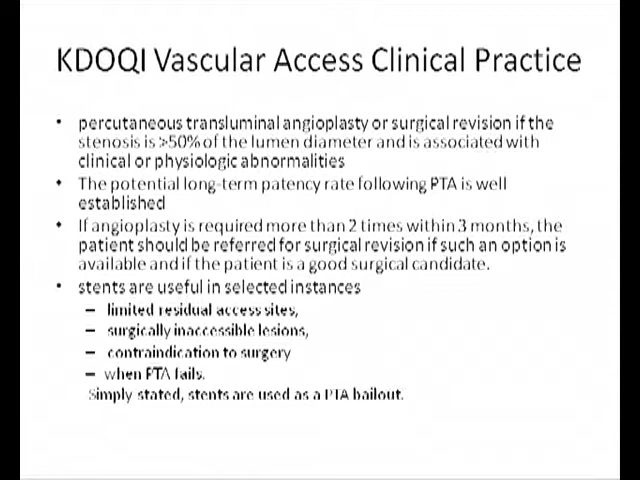 KDOQI Vascular Access Clinical Practice
• percutaneous transluminal angioplasty or surgical revision if the
stenosis is >50% of the lumen diameter and is associated with
clinical or physiologic abnormalities
• The potential long-term patency rate following PTA is well
established
• If angioplasty is required more than 2 times within 3 months, the
patient should be referred for surgical revision if such an option is
available and if the patient is a good surgical candidate.
• stents are useful in selected instances
– limited residual access sites,
– surgically inaccessible lesions,
– contraindication to surgery
– when PTA fails.
Simply stated, stents are used as a PTA bailout.